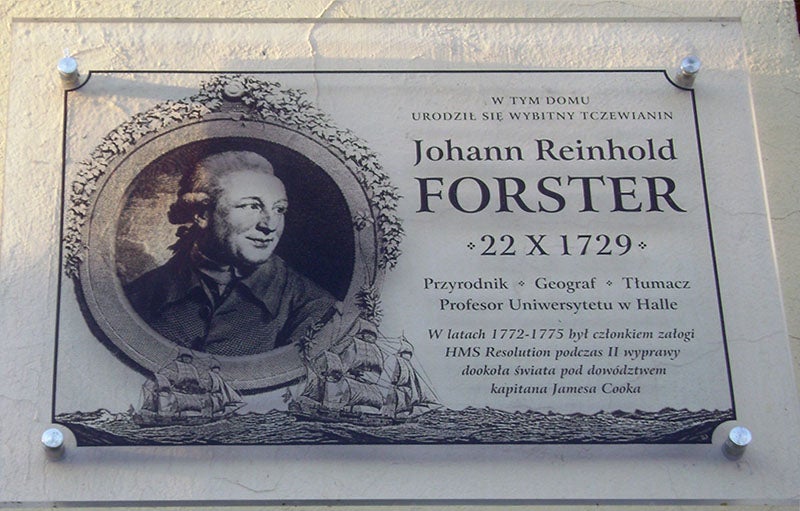 W TYM DOMU
URODZIŁ SIĘ WYBITNY TCZEWIANIN
Johann Reinhold
FORSTER
22 X 1729
Przyrodnik Geograf Tłumacz
Profesor Uniwersytetu w Halle
W latach 1772-1775 był członkiem załogi
HMS Resolution podczas II wyprawy
dookoła świata pod dowództwem
kapitana Jamesa Cooka